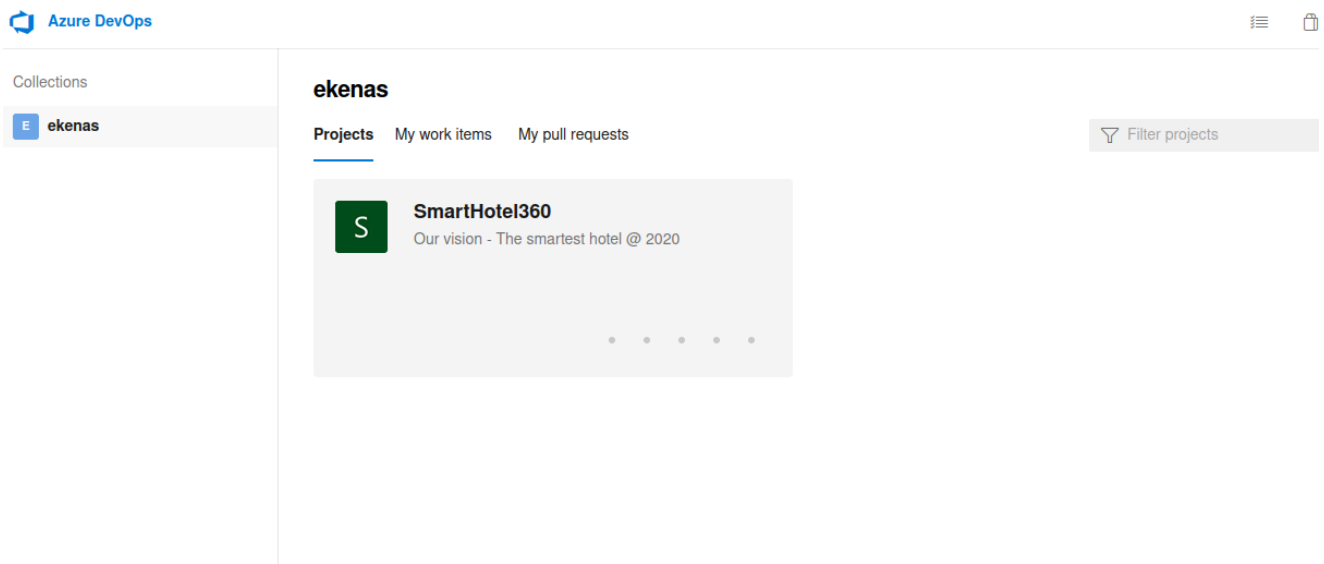 Azure DevOps
Collections
E ekenas
ekenas
Projects My work items My pull requests
Filter projects
S
SmartHotel360
Our vision - The smartest hotel @ 2020